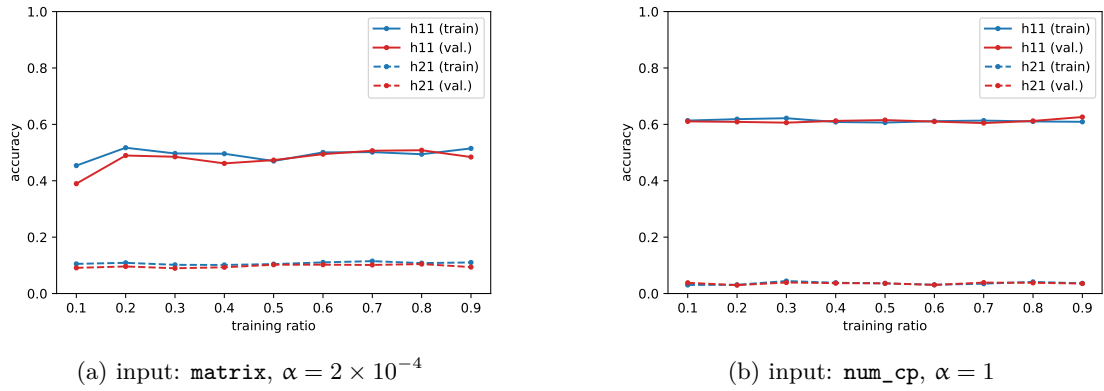 1.0
0.8
0.6
0.4
0.2
0.0
accuracy
0.1 0.2 0.3 0.4 0.5 0.6 0.7 0.8 0.9
training ratio
h11 (train)
h11 (val.)
h21 (train)
h21 (val.)
(a) input: matrix, α = 2 × 10⁻⁴
1.0
0.8
0.6
0.4
0.2
0.0
accuracy
0.1 0.2 0.3 0.4 0.5 0.6 0.7 0.8 0.9
training ratio
h11 (train)
h11 (val.)
h21 (train)
h21 (val.)
(b) input: num_cp, α = 1